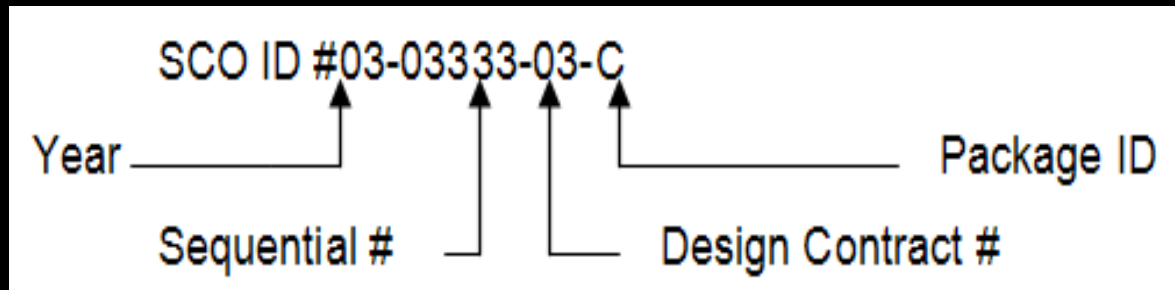 SCO ID #03-03333-03-C
Year Package ID
Sequential # Design Contract #